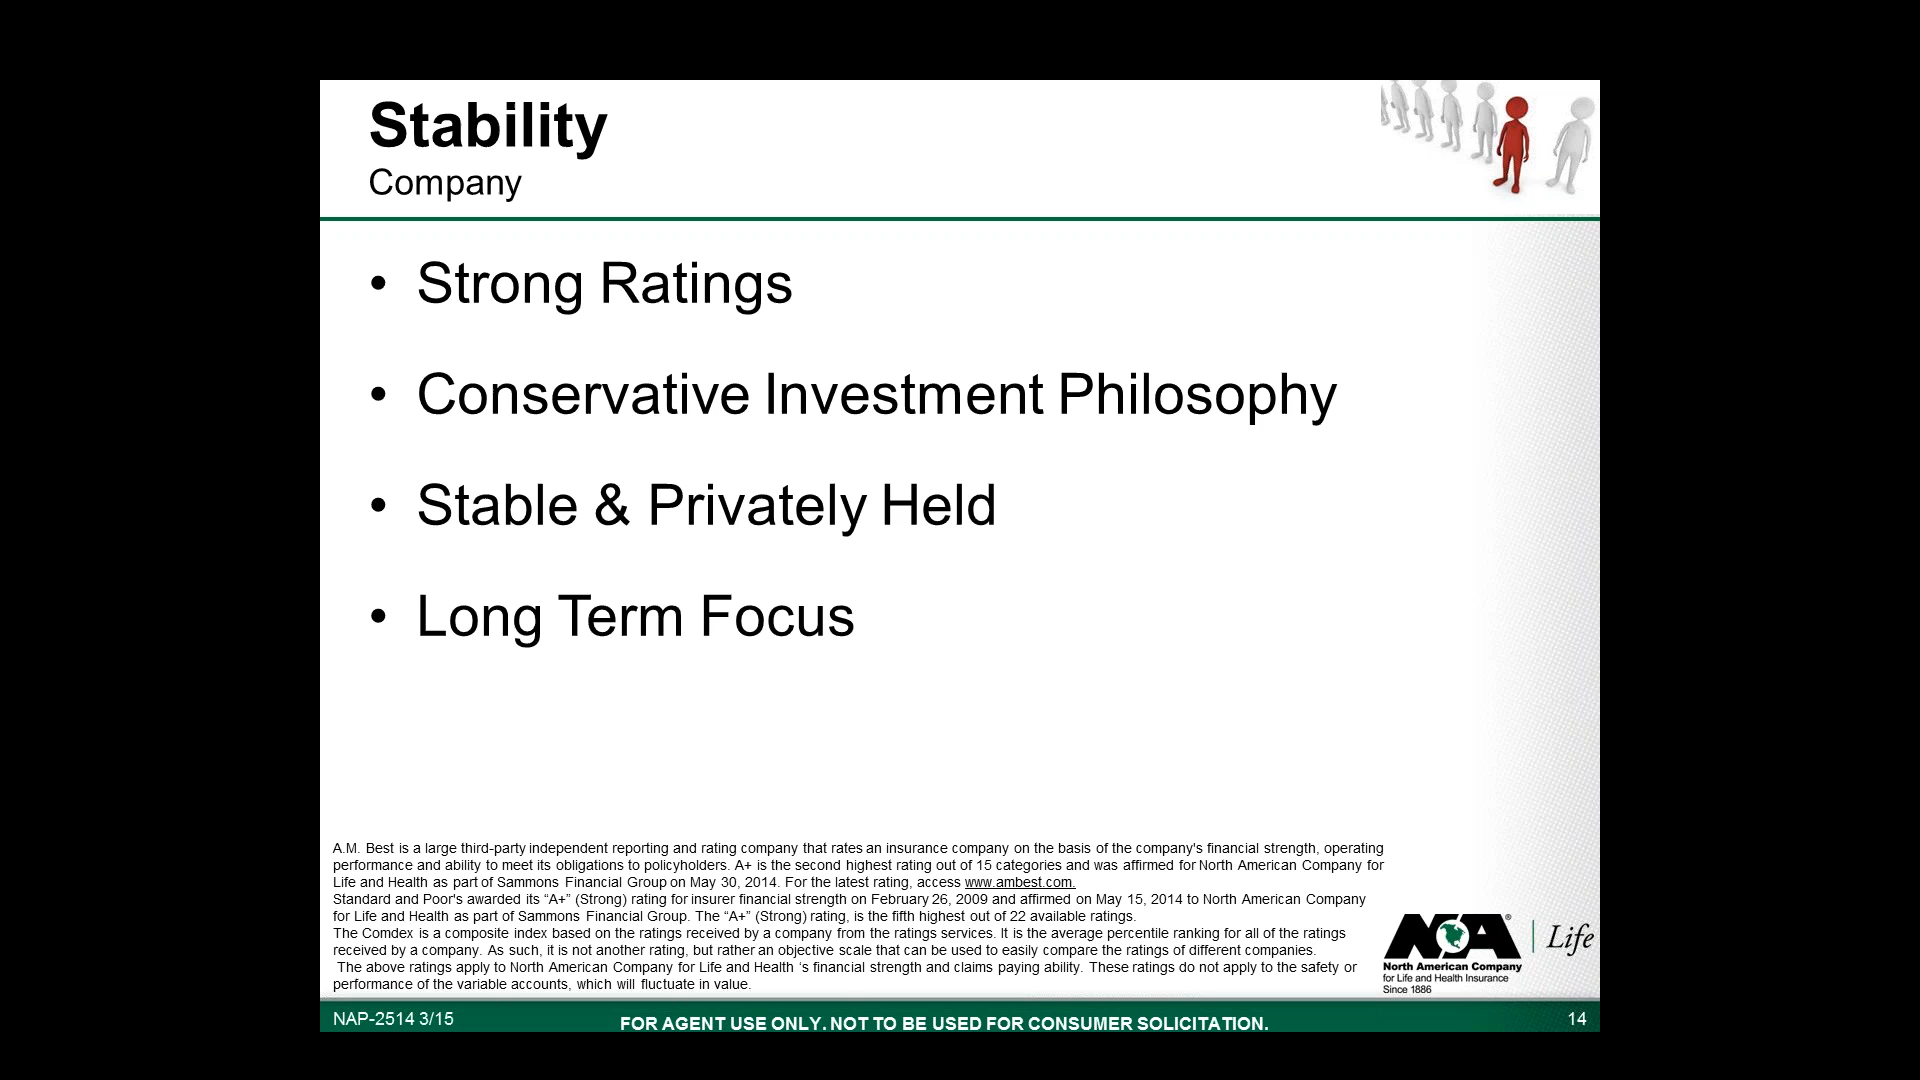 Stability
Company
• Strong Ratings
• Conservative Investment Philosophy
• Stable & Privately Held
• Long Term Focus
A.M. Best is a large third-party independent reporting and rating company that rates an insurance company on the basis of the company's financial strength, operating
performance and ability to meet its obligations to policyholders. A+ is the second highest rating out of 15 categories and was affirmed for North American Company for
Life and Health as part of Sammons Financial Group on May 30, 2014. For the latest rating, access www.ambest.com.
Standard and Poor's awarded its “A+” (Strong) rating for insurer financial strength on February 26, 2009 and affirmed on May 15, 2014 to North American Company
for Life and Health as part of Sammons Financial Group. The “A+” (Strong) rating, is the fifth highest out of 22 available ratings.
The Comdex is a composite index based on the ratings received by a company from the ratings services. It is the average percentile ranking for all of the ratings
received by a company. As such, it is not another rating, but rather an objective scale that can be used to easily compare the ratings of different companies.
The above ratings apply to North American Company for Life and Health ‘s financial strength and claims paying ability. These ratings do not apply to the safety or
performance of the variable accounts, which will fluctuate in value.
NAA® | Life
North American Company
for Life and Health Insurance
Since 1886
NAP-2514 3/15
FOR AGENT USE ONLY. NOT TO BE USED FOR CONSUMER SOLICITATION.
14